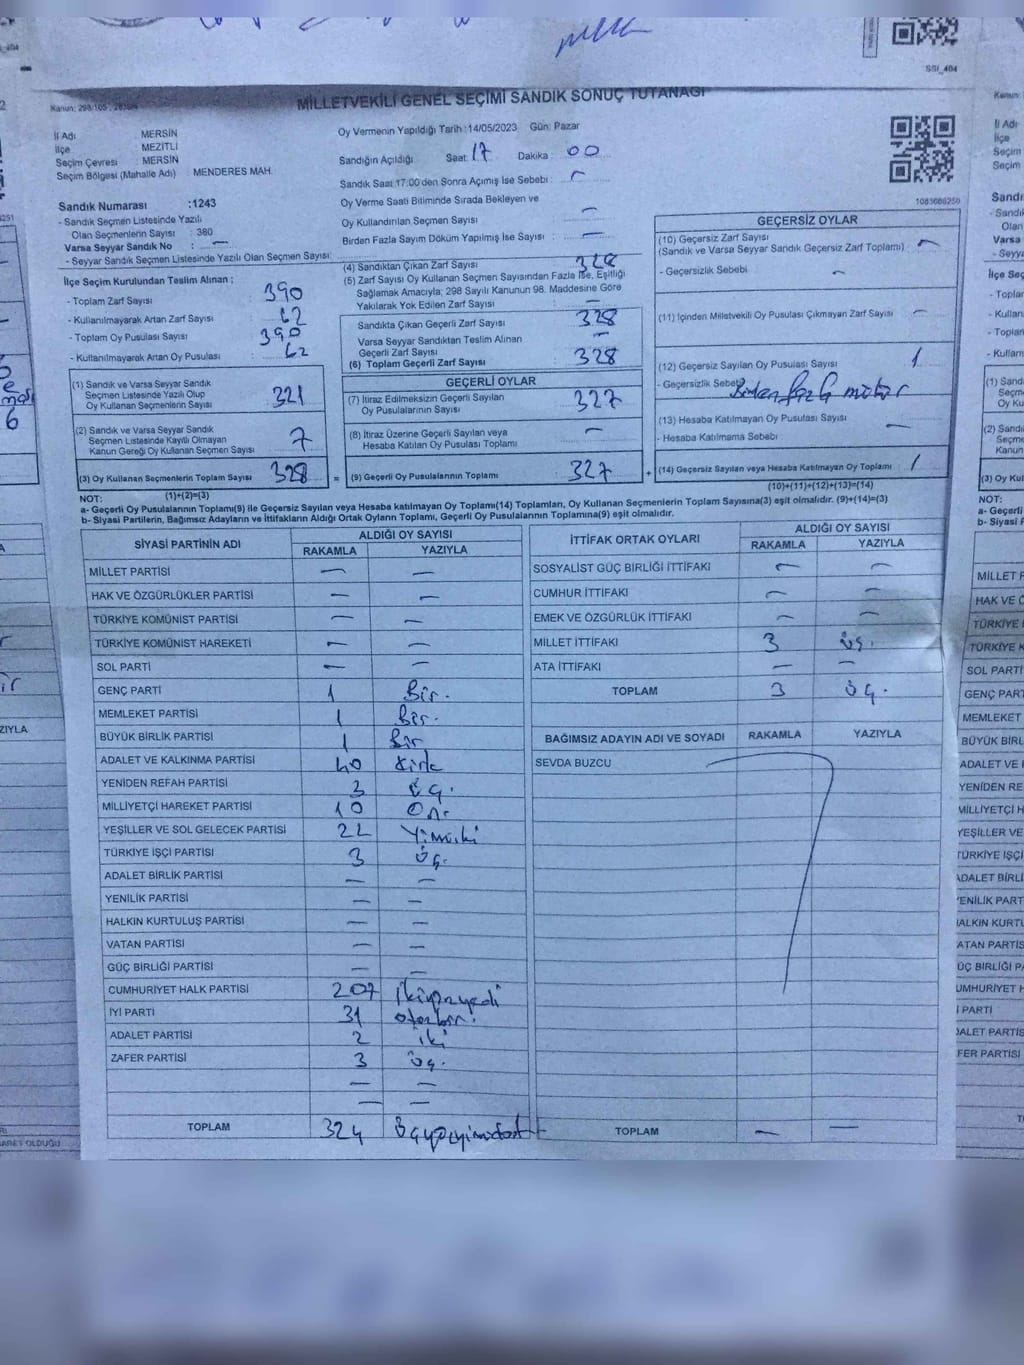 SSI_404
Kanun: 298/105
MİLLETVEKİLİ GENEL SEÇİMİ SANDIK SONUÇ TUTANAĞI
İl Adı : MERSİN
İlçe : MEZİTLİ
Seçim Çevresi : MERSİN
Seçim Bölgesi (Mahalle Adı) : MENDERES MAH.
Oy Vermenin Yapıldığı Tarih :14/05/2023 Gün: Pazar
Sandığın Açıldığı Saat: 17 Dakika : 00
Sandık Saat 17:00'den Sonra Açılmış İse Sebebi :
Oy Verme Saati Bitiminde Sırada Bekleyen ve
Oy Kullandırılan Seçmen Sayısı : —
Birden Fazla Sayım Döküm Yapılmış İse Sayısı : —
1083686250
Sandık Numarası :1243
- Sandık Seçmen Listesinde Yazılı
Olan Seçmenlerin Sayısı : 380
Varsa Seyyar Sandık No : —
- Seyyar Sandık Seçmen Listesinde Yazılı Olan Seçmen Sayısı:
İlçe Seçim Kurulundan Teslim Alınan ;
- Toplam Zarf Sayısı : 390
- Kullanılmayarak Artan Zarf Sayısı : 62
- Toplam Oy Pusulası : 390
- Kullanılmayarak Artan Oy Pusulası : 62
(1) Sandık ve Varsa Seyyar Sandık
Seçmen Listesinde Yazılı Olup
Oy Kullanan Seçmenlerin Sayısı 321
(2) Sandık ve Varsa Seyyar Sandık
Seçmen Listesinde Kayıtlı Olmayan
Kanun Gereği Oy Kullanan Seçmen Sayısı 7
(3) Oy Kullanan Seçmenlerin Toplam Sayısı 328
(1)+(2)=(3)
(4) Sandıktan Çıkan Zarf Sayısı 328
(5) Zarf Sayısı Oy Kullanan Seçmen Sayısından Fazla İse, Eşitliği
Sağlamak Amacıyla; 298 Sayılı Kanunun 98. Maddesine Göre
Yakılarak Yok Edilen Zarf Sayısı : —
Sandıkta Çıkan Geçerli Zarf Sayısı : 328
Varsa Seyyar Sandıktan Teslim Alınan
Geçerli Zarf Sayısı : —
(6) Toplam Geçerli Zarf Sayısı : 328
GEÇERLİ OYLAR
(7) İtiraz Edilmeksizin Geçerli Sayılan
Oy Pusulalarının Sayısı : 327
(8) İtiraz Üzerine Geçerli Sayılan veya
Hesaba Katılan Oy Pusulası Toplamı : —
= (9) Geçerli Oy Pusulalarının Toplamı : 327
GEÇERSİZ OYLAR
(10) Geçersiz Zarf Sayısı
(Sandık ve Varsa Seyyar Sandık Geçersiz Zarf Toplamı) : —
- Geçersizlik Sebebi : —
(11) İçinden Milletvekili Oy Pusulası Çıkmayan Zarf Sayısı : —
(12) Geçersiz Sayılan Oy Pusulası Sayısı : 1
- Geçersizlik Sebebi : Birden fazla mühür
(13) Hesaba Katılmayan Oy Pusulası Sayısı : —
- Hesaba Katılmama Sebebi :
+ (14) Geçersiz Sayılan veya Hesaba Katılmayan Oy Toplamı : 1
(10)+(11)+(12)+(13)=(14)
NOT:
a- Geçerli Oy Pusulaları Toplamı(9) ile Geçersiz Sayılan veya Hesaba katılmayan Oy Toplamı(14) Toplamları, Oy Kullanan Seçmenlerin Toplam Sayısına(3) eşit olmalıdır. (9)+(14)=(3)
b- Siyasi Partilerin, Bağımsız Adayların ve İttifakların Aldığı Ortak Oyların Toplamı, Geçerli Oy Pusulalarının Toplamına(9) eşit olmalıdır.
SİYASİ PARTİNİN ADI ALDIĞI OY SAYISI
RAKAMLA YAZIYLA
MİLLET PARTİSİ — —
HAK VE ÖZGÜRLÜKLER PARTİSİ — —
TÜRKİYE KOMÜNİST PARTİSİ — —
TÜRKİYE KOMÜNİST HAREKETİ — —
SOL PARTİ — —
GENÇ PARTİ 1 Bir.
MEMLEKET PARTİSİ 1 Bir.
BÜYÜK BİRLİK PARTİSİ 1 Bir
ADALET VE KALKINMA PARTİSİ 40 Kırk
YENİDEN REFAH PARTİSİ 3 Üç.
MİLLİYETÇİ HAREKET PARTİSİ 10 On.
YEŞİLLER VE SOL GELECEK PARTİSİ 22 Yirmiiki
TÜRKİYE İŞÇİ PARTİSİ 3 Üç.
ADALET BİRLİK PARTİSİ — —
YENİLİK PARTİSİ — —
HALKIN KURTULUŞ PARTİSİ — —
VATAN PARTİSİ — —
GÜÇ BİRLİĞİ PARTİSİ — —
CUMHURİYET HALK PARTİSİ 207 İkiyüzyedi
İYİ PARTİ 31 otuzbir.
ADALET PARTİSİ 2 iki
ZAFER PARTİSİ 3 Üç.
— —
— —
TOPLAM 324 Üçyüzyirmidört
İTTİFAK ORTAK OYLARI ALDIĞI OY SAYISI
RAKAMLA YAZIYLA
SOSYALİST GÜÇ BİRLİĞİ İTTİFAKI — —
CUMHUR İTTİFAKI — —
EMEK VE ÖZGÜRLÜK İTTİFAKI — —
MİLLET İTTİFAKI 3 Üç.
ATA İTTİFAKI — —
TOPLAM 3 Üç.
BAĞIMSIZ ADAYIN ADI VE SOYADI RAKAMLA YAZIYLA
SEVDA BUZCU
TOPLAM — —